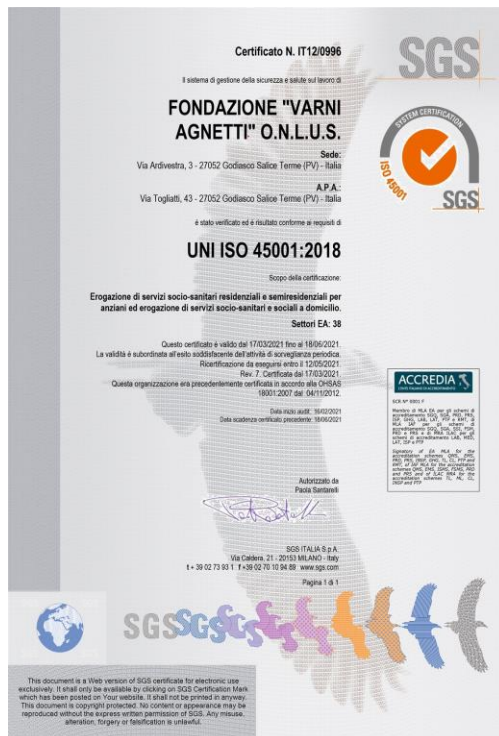 Certificato N. IT12/0996
SGS
Il sistema di gestione della sicurezza e salute sul lavoro di
FONDAZIONE "VARNI
AGNETTI" O.N.L.U.S.
Sede:
Via Ardivestra, 3 - 27052 Godiasco Salice Terme (PV) - Italia
A.P.A.:
Via Togliatti, 43 - 27052 Godiasco Salice Terme (PV) - Italia
SYSTEM CERTIFICATION
ISO 45001
SGS
è stato verificato ed è risultato conforme ai requisiti di
UNI ISO 45001:2018
Scopo della certificazione:
Erogazione di servizi socio-sanitari residenziali e semiresidenziali per
anziani ed erogazione di servizi socio-sanitari e sociali a domicilio.
Settori EA: 38
Questo certificato è valido dal 17/03/2021 fino al 18/06/2021.
La validità è subordinata all'esito soddisfacente dell'attività di sorveglianza periodica.
Ricertificazione da eseguirsi entro il 12/05/2021
Rev. 7. Certificata dal 17/03/2021
Questa organizzazione era precedentemente certificata in accordo alla OHSAS
18001:2007 dal 04/11/2012.
Data inizio audit: 16/02/2021
Data scadenza certificato precedente: 18/06/2021
ACCREDIA
Autorizzato da
Paola Santarelli
SGS ITALIA S.p.A.
Via Caldera, 21 - 20153 MILANO - Italy
t + 39 02 73 93 1 f +39 02 70 10 94 89 www.sgs.com
Pagina 1 di 1
SGS
This document is a Web version of SGS certificate for electronic use
exclusively. It shall only be available by clicking on SGS Certification Mark
which has been posted on Your website. It shall not be printed in anyway.
This document is copyright protected. No content or appearance may be
reproduced without the express written permission of SGS. Any misuse,
alteration, forgery or falsification is unlawful.